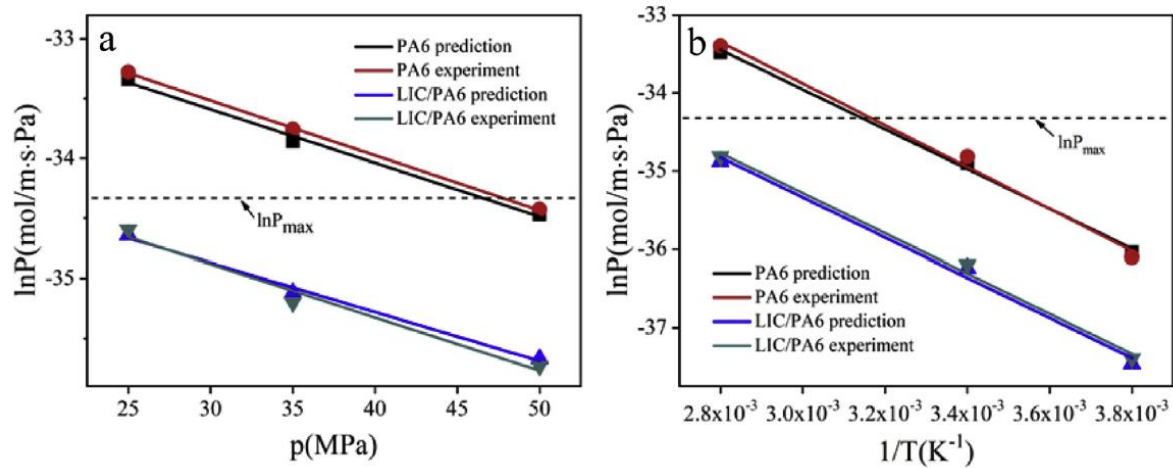 a
-33
-34
-35
lnP(mol/m·s·Pa)
PA6 prediction
PA6 experiment
LIC/PA6 prediction
LIC/PA6 experiment
lnPmax
25 30 35 40 45 50
p(MPa)
b
-33
-34
-35
-36
-37
lnP(mol/m·s·Pa)
lnPmax
PA6 prediction
PA6 experiment
LIC/PA6 prediction
LIC/PA6 experiment
2.8x10⁻³ 3.0x10⁻³ 3.2x10⁻³ 3.4x10⁻³ 3.6x10⁻³ 3.8x10⁻³
1/T(K⁻¹)